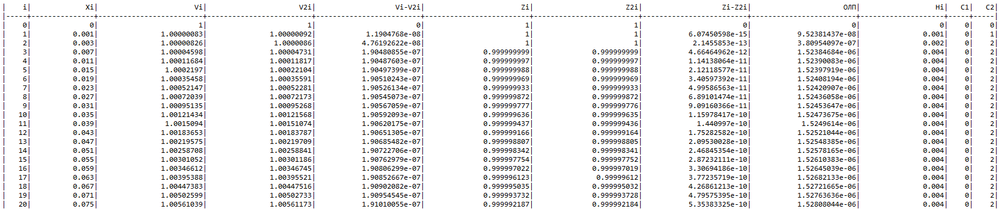 | i| Xi| Vi| V2i| Vi-V2i| Zi| Z2i| Zi-Z2i| ОЛП| Hi| C1| C2|
|----+----------+----------------+--------------+----------------+----------------+--------------+----------------+----------------+----------------+---+---|
| 0| 0| 1| 1| 0| 1| 1| 0| 0| 0| 0| 0|
| 1| 0.001| 1.00000083| 1.00000092| 1.1904768e-08| 1| 1| 6.07450598e-15| 9.52381437e-08| 0.001| 0| 1|
| 2| 0.003| 1.00000826| 1.0000086| 4.76192622e-08| 1| 1| 2.1455853e-13| 3.80954097e-07| 0.002| 0| 2|
| 3| 0.007| 1.00004598| 1.00004731| 1.90480855e-07| 0.999999999| 0.999999999| 4.66464962e-12| 1.52384684e-06| 0.004| 0| 2|
| 4| 0.011| 1.00011684| 1.00011817| 1.90487603e-07| 0.999999997| 0.999999997| 1.14138064e-11| 1.52390083e-06| 0.004| 0| 2|
| 5| 0.015| 1.0002197| 1.00022104| 1.90497399e-07| 0.999999988| 0.999999988| 2.12118577e-11| 1.52397919e-06| 0.004| 0| 2|
| 6| 0.019| 1.00035458| 1.00035591| 1.90510243e-07| 0.999999969| 0.999999969| 3.40597392e-11| 1.52408194e-06| 0.004| 0| 2|
| 7| 0.023| 1.00052147| 1.00052281| 1.90526134e-07| 0.999999933| 0.999999933| 4.99586563e-11| 1.52420907e-06| 0.004| 0| 2|
| 8| 0.027| 1.00072039| 1.00072173| 1.90545073e-07| 0.999999872| 0.999999872| 6.89101474e-11| 1.52436058e-06| 0.004| 0| 2|
| 9| 0.031| 1.00095135| 1.00095268| 1.90567059e-07| 0.999999777| 0.999999776| 9.09160366e-11| 1.52453647e-06| 0.004| 0| 2|
| 10| 0.035| 1.00121434| 1.00121568| 1.90592093e-07| 0.999999636| 0.999999635| 1.15978417e-10| 1.52473675e-06| 0.004| 0| 2|
| 11| 0.039| 1.0015094| 1.00151074| 1.90620175e-07| 0.999999437| 0.999999436| 1.440997e-10| 1.5249614e-06| 0.004| 0| 2|
| 12| 0.043| 1.00183653| 1.00183787| 1.90651305e-07| 0.999999166| 0.999999164| 1.75282582e-10| 1.52521044e-06| 0.004| 0| 2|
| 13| 0.047| 1.00219575| 1.00219709| 1.90685482e-07| 0.999998807| 0.999998805| 2.09530028e-10| 1.52548385e-06| 0.004| 0| 2|
| 14| 0.051| 1.00258708| 1.00258841| 1.90722706e-07| 0.999998342| 0.999998341| 2.46845354e-10| 1.52578165e-06| 0.004| 0| 2|
| 15| 0.055| 1.00301052| 1.00301186| 1.90762979e-07| 0.999997754| 0.999997752| 2.87232111e-10| 1.52610383e-06| 0.004| 0| 2|
| 16| 0.059| 1.00346612| 1.00346745| 1.90806299e-07| 0.999997022| 0.999997019| 3.30694186e-10| 1.52645039e-06| 0.004| 0| 2|
| 17| 0.063| 1.00395388| 1.00395521| 1.90852667e-07| 0.999996123| 0.99999612| 3.77235719e-10| 1.52682133e-06| 0.004| 0| 2|
| 18| 0.067| 1.00447383| 1.00447516| 1.90902082e-07| 0.999995035| 0.999995032| 4.26861213e-10| 1.52721665e-06| 0.004| 0| 2|
| 19| 0.071| 1.00502599| 1.00502733| 1.90954545e-07| 0.999993732| 0.999993728| 4.79575395e-10| 1.52763636e-06| 0.004| 0| 2|
| 20| 0.075| 1.00561039| 1.00561173| 1.91010055e-07| 0.999992187| 0.999992184| 5.35383325e-10| 1.52808044e-06| 0.004| 0| 2|